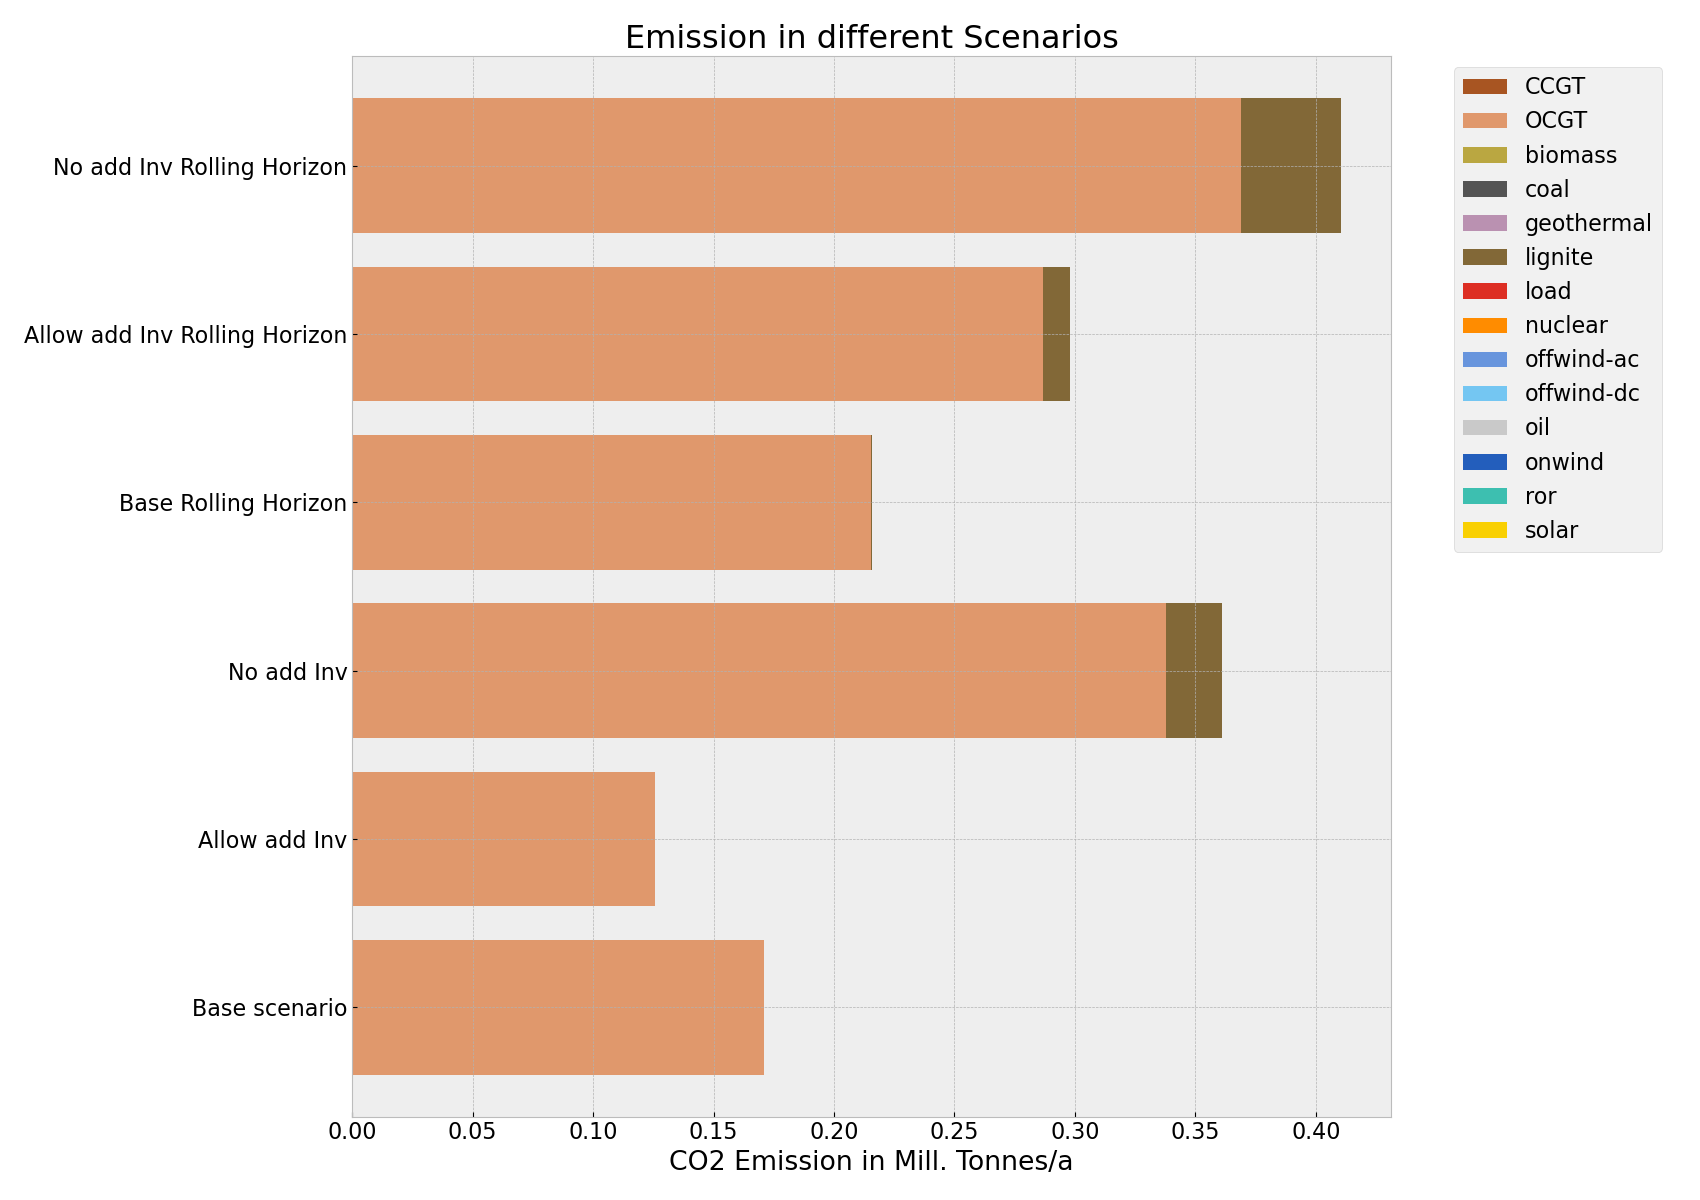 Emission in different Scenarios
No add Inv Rolling Horizon
Allow add Inv Rolling Horizon
Base Rolling Horizon
No add Inv
Allow add Inv
Base scenario
0.00 0.05 0.10 0.15 0.20 0.25 0.30 0.35 0.40
CO2 Emission in Mill. Tonnes/a
CCGT
OCGT
biomass
coal
geothermal
lignite
load
nuclear
offwind-ac
offwind-dc
oil
onwind
ror
solar